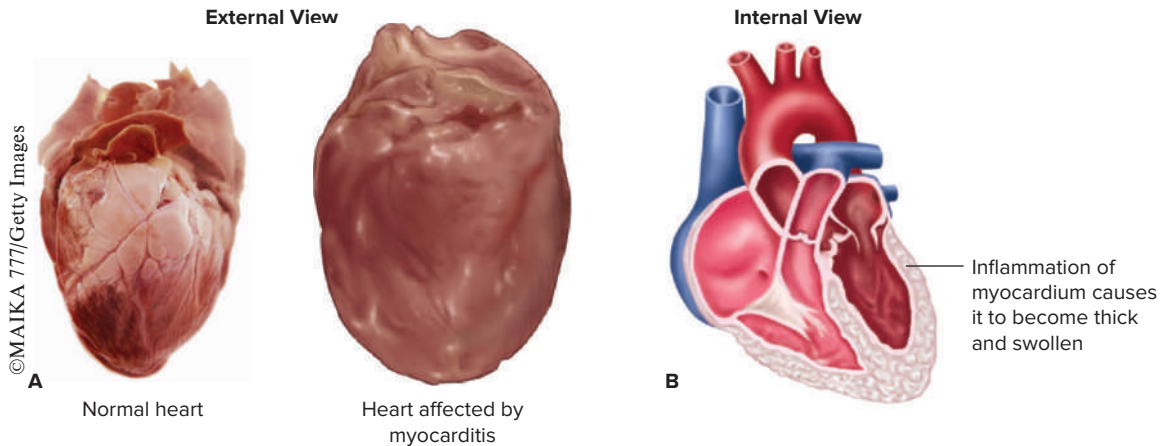 External View
Internal View
©MAIKA 777/Getty Images
A
Normal heart
Heart affected by
myocarditis
B
Inflammation of
myocardium causes
it to become thick
and swollen